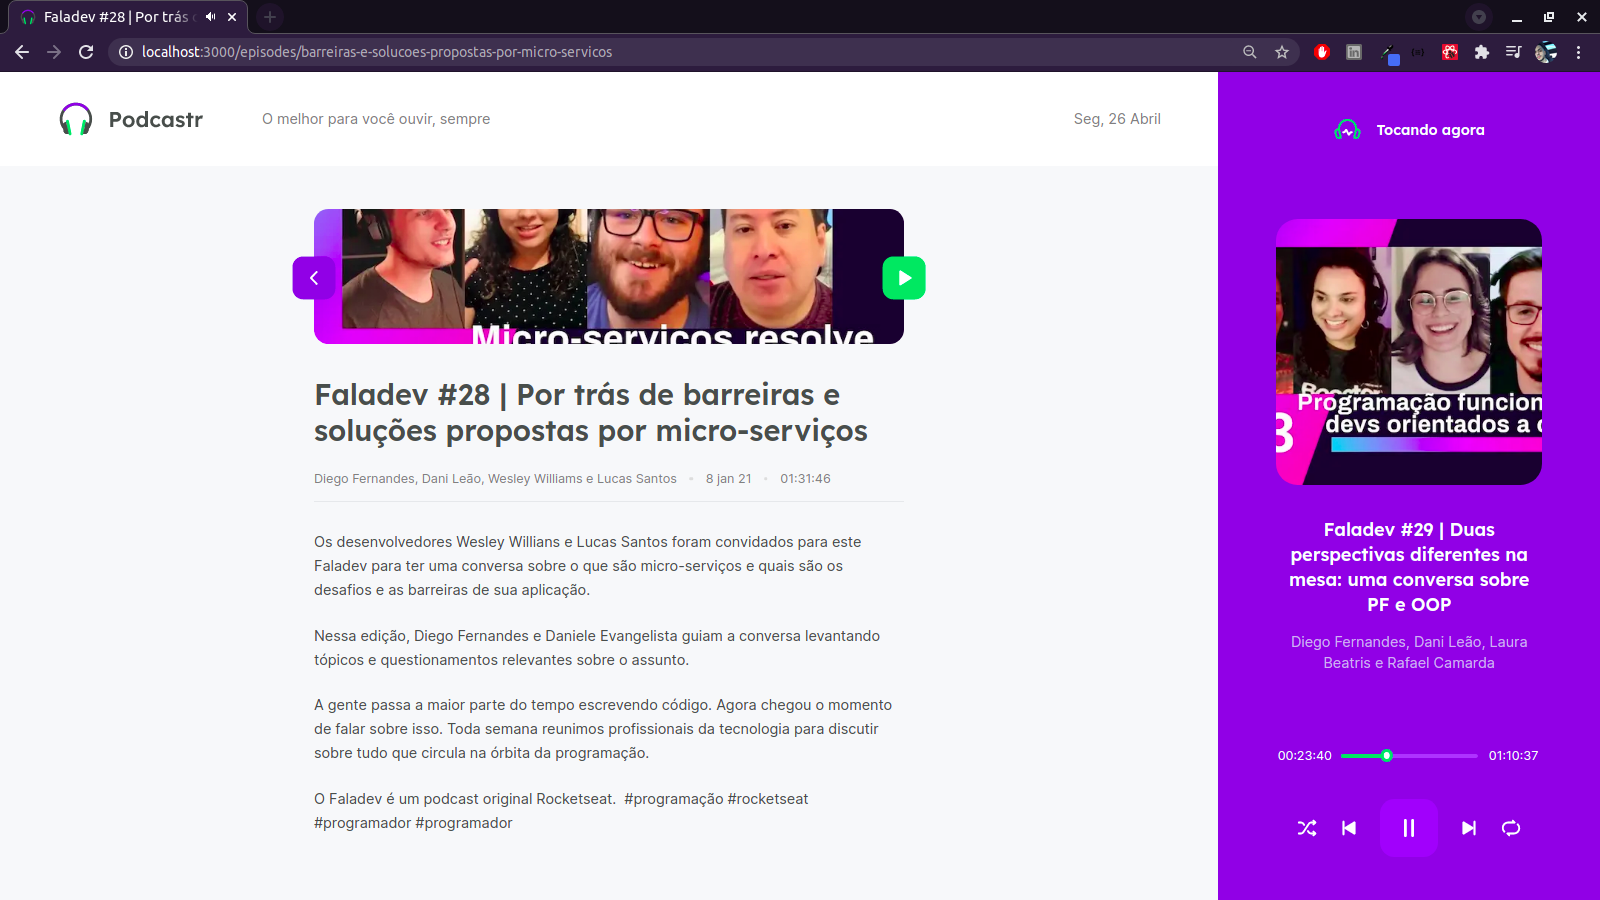 Faladev #28 | Por trás
localhost:3000/episodes/barreiras-e-solucoes-propostas-por-micro-servicos
Podcastr
O melhor para você ouvir, sempre
Seg, 26 Abril
Tocando agora
Micro-serviços resolve
Faladev #28 | Por trás de barreiras e
soluções propostas por micro-serviços
Diego Fernandes, Dani Leão, Wesley Williams e Lucas Santos • 8 jan 21 • 01:31:46
Os desenvolvedores Wesley Willians e Lucas Santos foram convidados para este
Faladev para ter uma conversa sobre o que são micro-serviços e quais são os
desafios e as barreiras de sua aplicação.
Nessa edição, Diego Fernandes e Daniele Evangelista guiam a conversa levantando
tópicos e questionamentos relevantes sobre o assunto.
A gente passa a maior parte do tempo escrevendo código. Agora chegou o momento
de falar sobre isso. Toda semana reunimos profissionais da tecnologia para discutir
sobre tudo que circula na órbita da programação.
O Faladev é um podcast original Rocketseat.  #programação #rocketseat
#programador #programador
Programação funcion
3 devs orientados a
Faladev #29 | Duas
perspectivas diferentes na
mesa: uma conversa sobre
PF e OOP
Diego Fernandes, Dani Leão, Laura
Beatris e Rafael Camarda
00:23:40
01:10:37